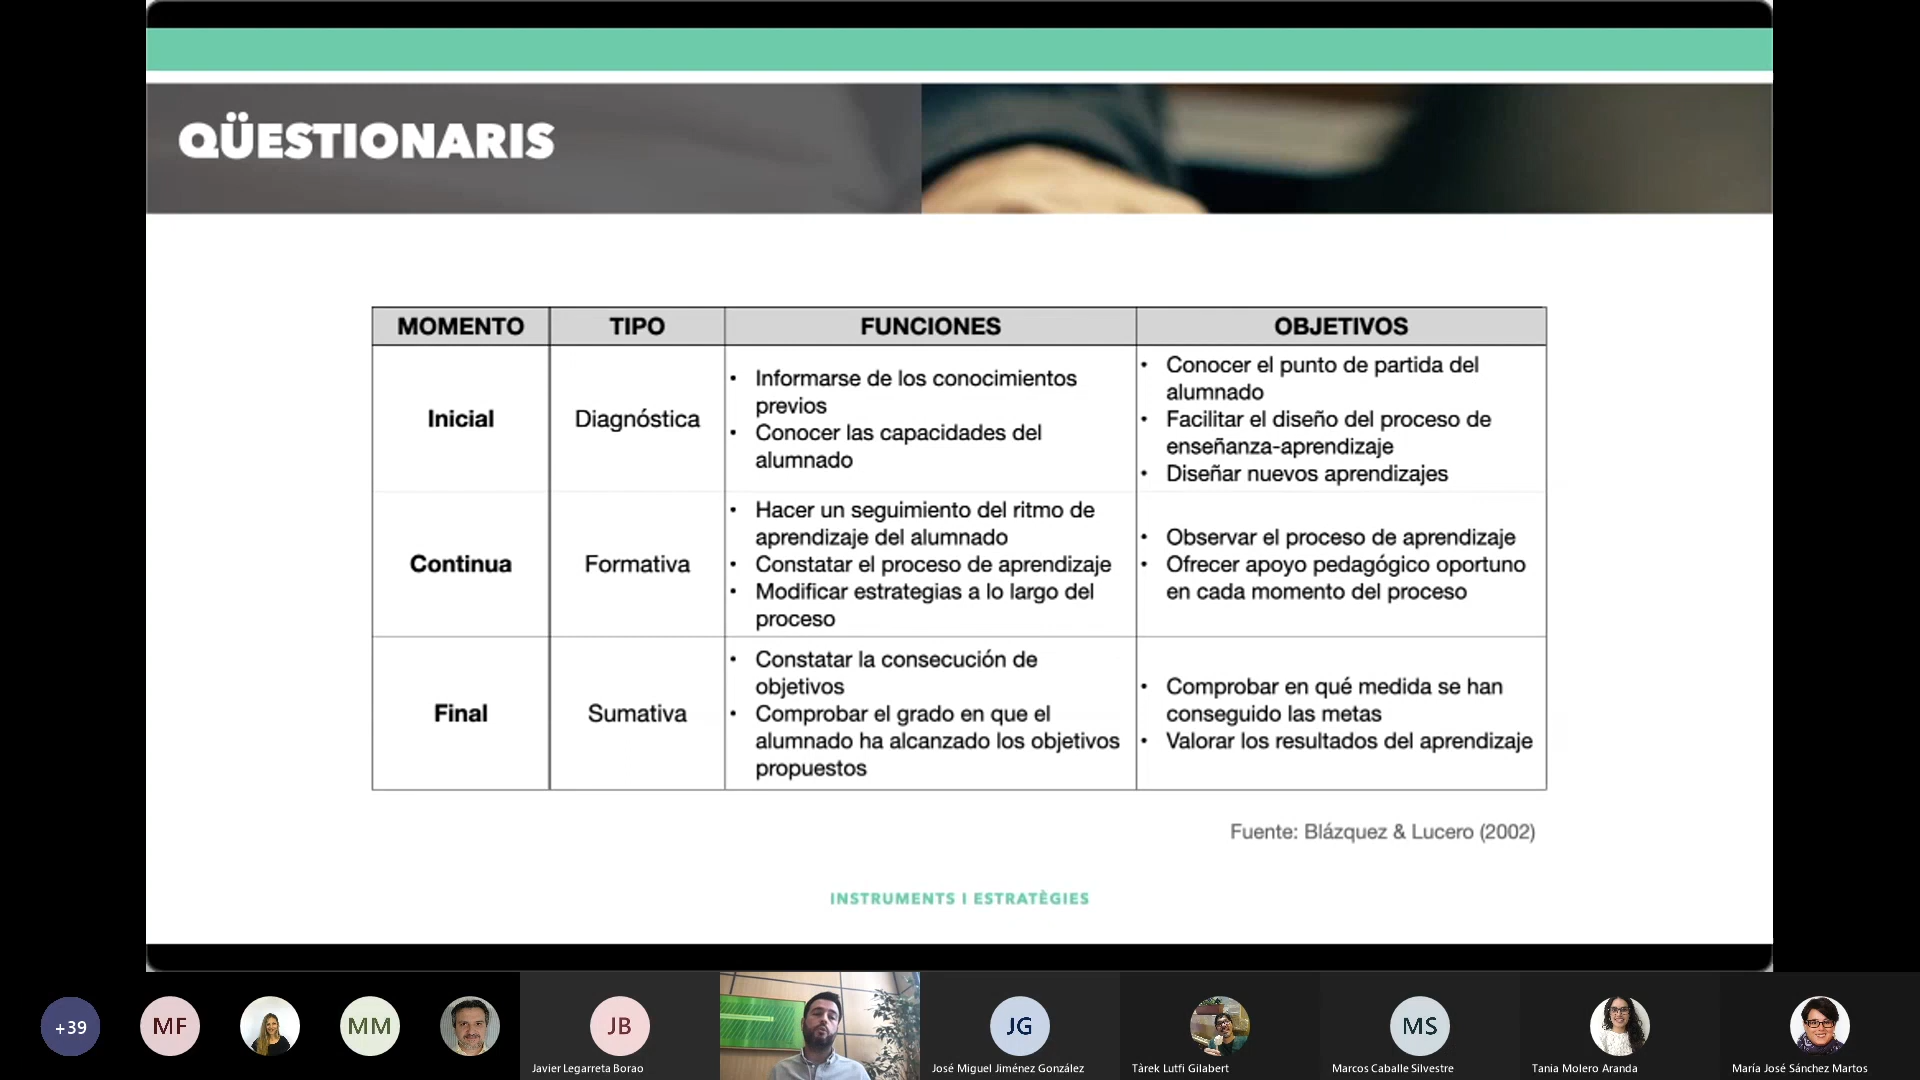 QÜESTIONARIS
MOMENTO
TIPO
FUNCIONES
OBJETIVOS
Inicial
Diagnóstica
• Informarse de los conocimientos
previos
• Conocer las capacidades del
alumnado
• Conocer el punto de partida del
alumnado
• Facilitar el diseño del proceso de
enseñanza-aprendizaje
• Diseñar nuevos aprendizajes
Continua
Formativa
• Hacer un seguimiento del ritmo de
aprendizaje del alumnado
• Constatar el proceso de aprendizaje
• Modificar estrategias a lo largo del
proceso
• Observar el proceso de aprendizaje
• Ofrecer apoyo pedagógico oportuno
en cada momento del proceso
Final
Sumativa
• Constatar la consecución de
objetivos
• Comprobar el grado en que el
alumnado ha alcanzado los objetivos
propuestos
• Comprobar en qué medida se han
conseguido las metas
• Valorar los resultados del aprendizaje
Fuente: Blázquez & Lucero (2002)
INSTRUMENTS I ESTRATÈGIES
+39
MF
MM
JB
JG
MS
Javier Legarreta Borao
José Miguel Jiménez González
Tàrek Lutfi Gilabert
Marcos Caballe Silvestre
Tania Molero Aranda
María José Sánchez Martos